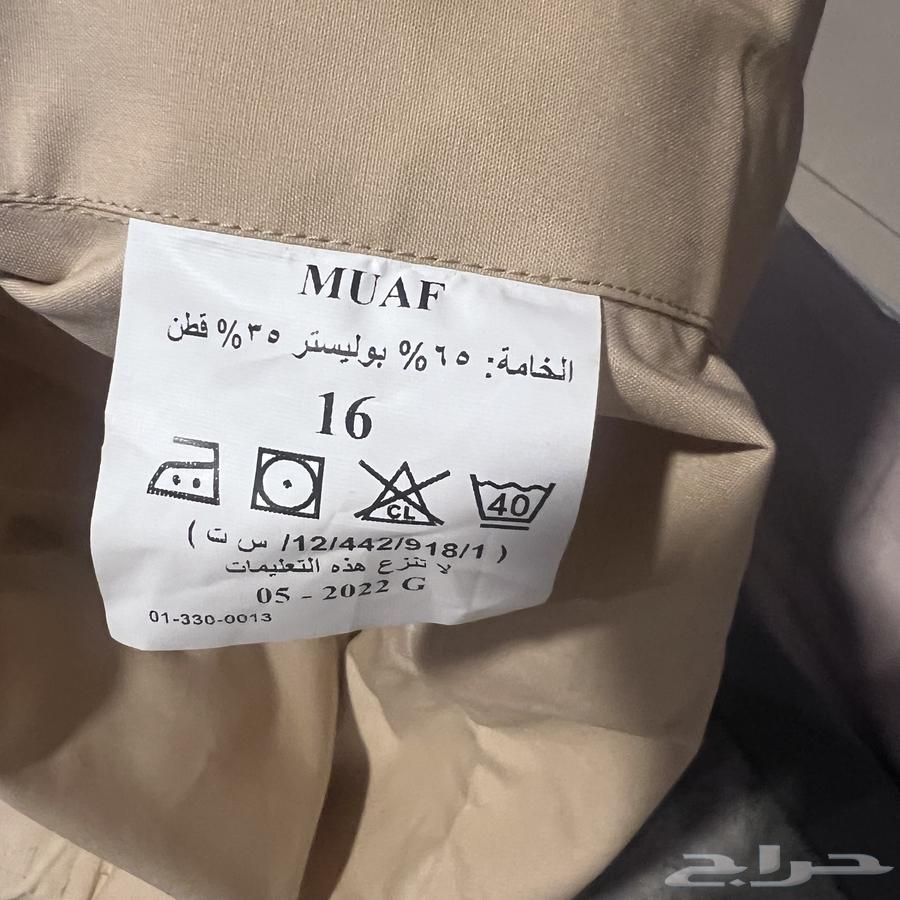 MUAF
الخامة: ٦٥% بوليستر ٣٥% قطن
16
CL
40
( س ت /12/442/918/1 )
لا تنزع هذه التعليمات
05 - 2022 G
01-330-0013
حراج